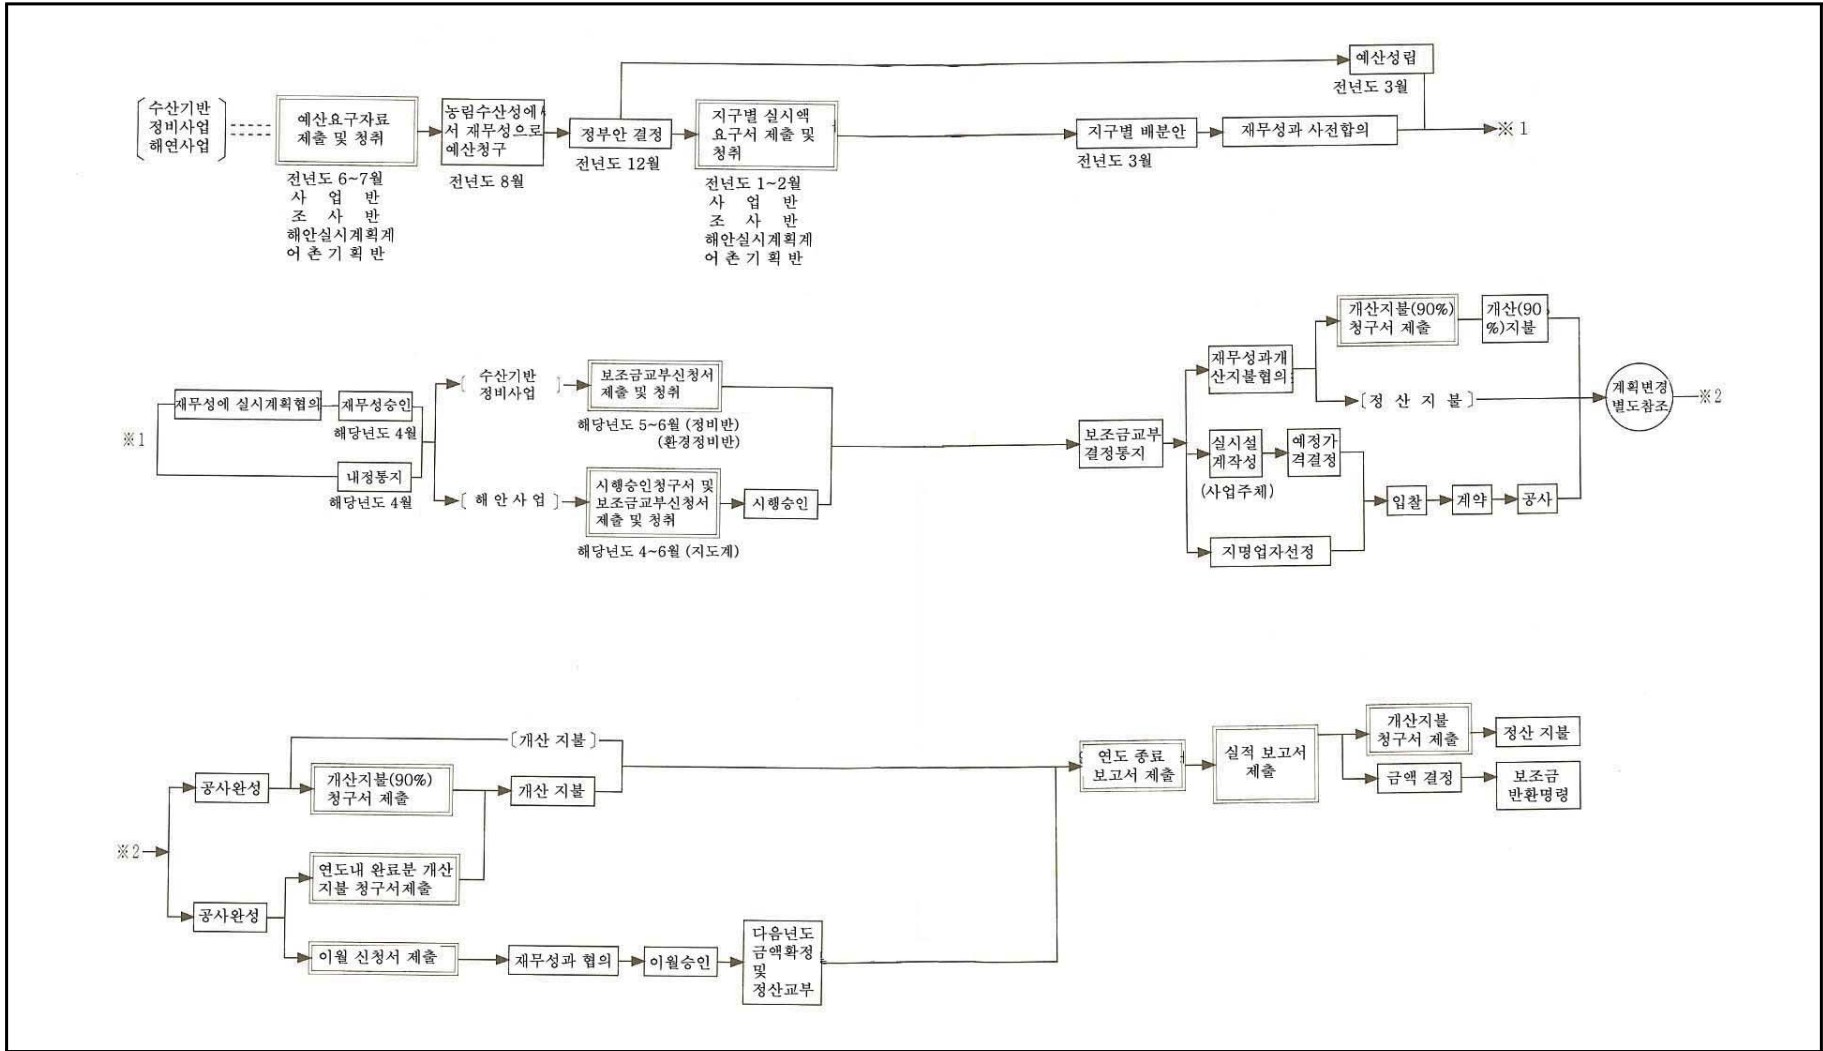 수산기반
정비사업
해연사업
예산요구자료
제출 및 청취
전년도 6~7월
사 업 반
조 사 반
해안실시계획계
어 촌 기 획 반
농림수산성에
서 재무성으로
예산청구
전년도 8월
정부안 결정
전년도 12월
지구별 실시액
요구서 제출 및
청취
전년도 1~2월
사 업 반
조 사 반
해안실시계획계
어 촌 기 획 반
지구별 배분안
전년도 3월
재무성과 사전합의
예산성립
전년도 3월
※1
※1
재무성에 실시계획협의
재무성승인
해당년도 4월
내정통지
해당년도 4월
〔 수산기반
정비사업 〕
보조금교부신청서
제출 및 청취
해당년도 5~6월 (정비반)
(환경정비반)
〔 해 안 사 업 〕
시행승인청구서 및
보조금교부신청서
제출 및 청취
해당년도 4~6월 (지도계)
시행승인
보조금교부
결정통지
재무성과개
산지불협의
개산지불(90%)
청구서 제출
개산(90
%)지불
〔 정 산 지 불 〕
실시설
계작성
(사업주체)
예정가
격결정
지명업자선정
입찰
계약
공사
계획변경
별도참조
※2
※2
공사완성
〔개산 지불〕
개산지불(90%)
청구서 제출
개산 지불
공사완성
연도내 완료분 개산
지불 청구서제출
이월 신청서 제출
재무성과 협의
이월승인
다음년도
금액확정
및
정산교부
연도 종료
보고서 제출
실적 보고서
제출
개산지불
청구서 제출
정산 지불
금액 결정
보조금
반환명령